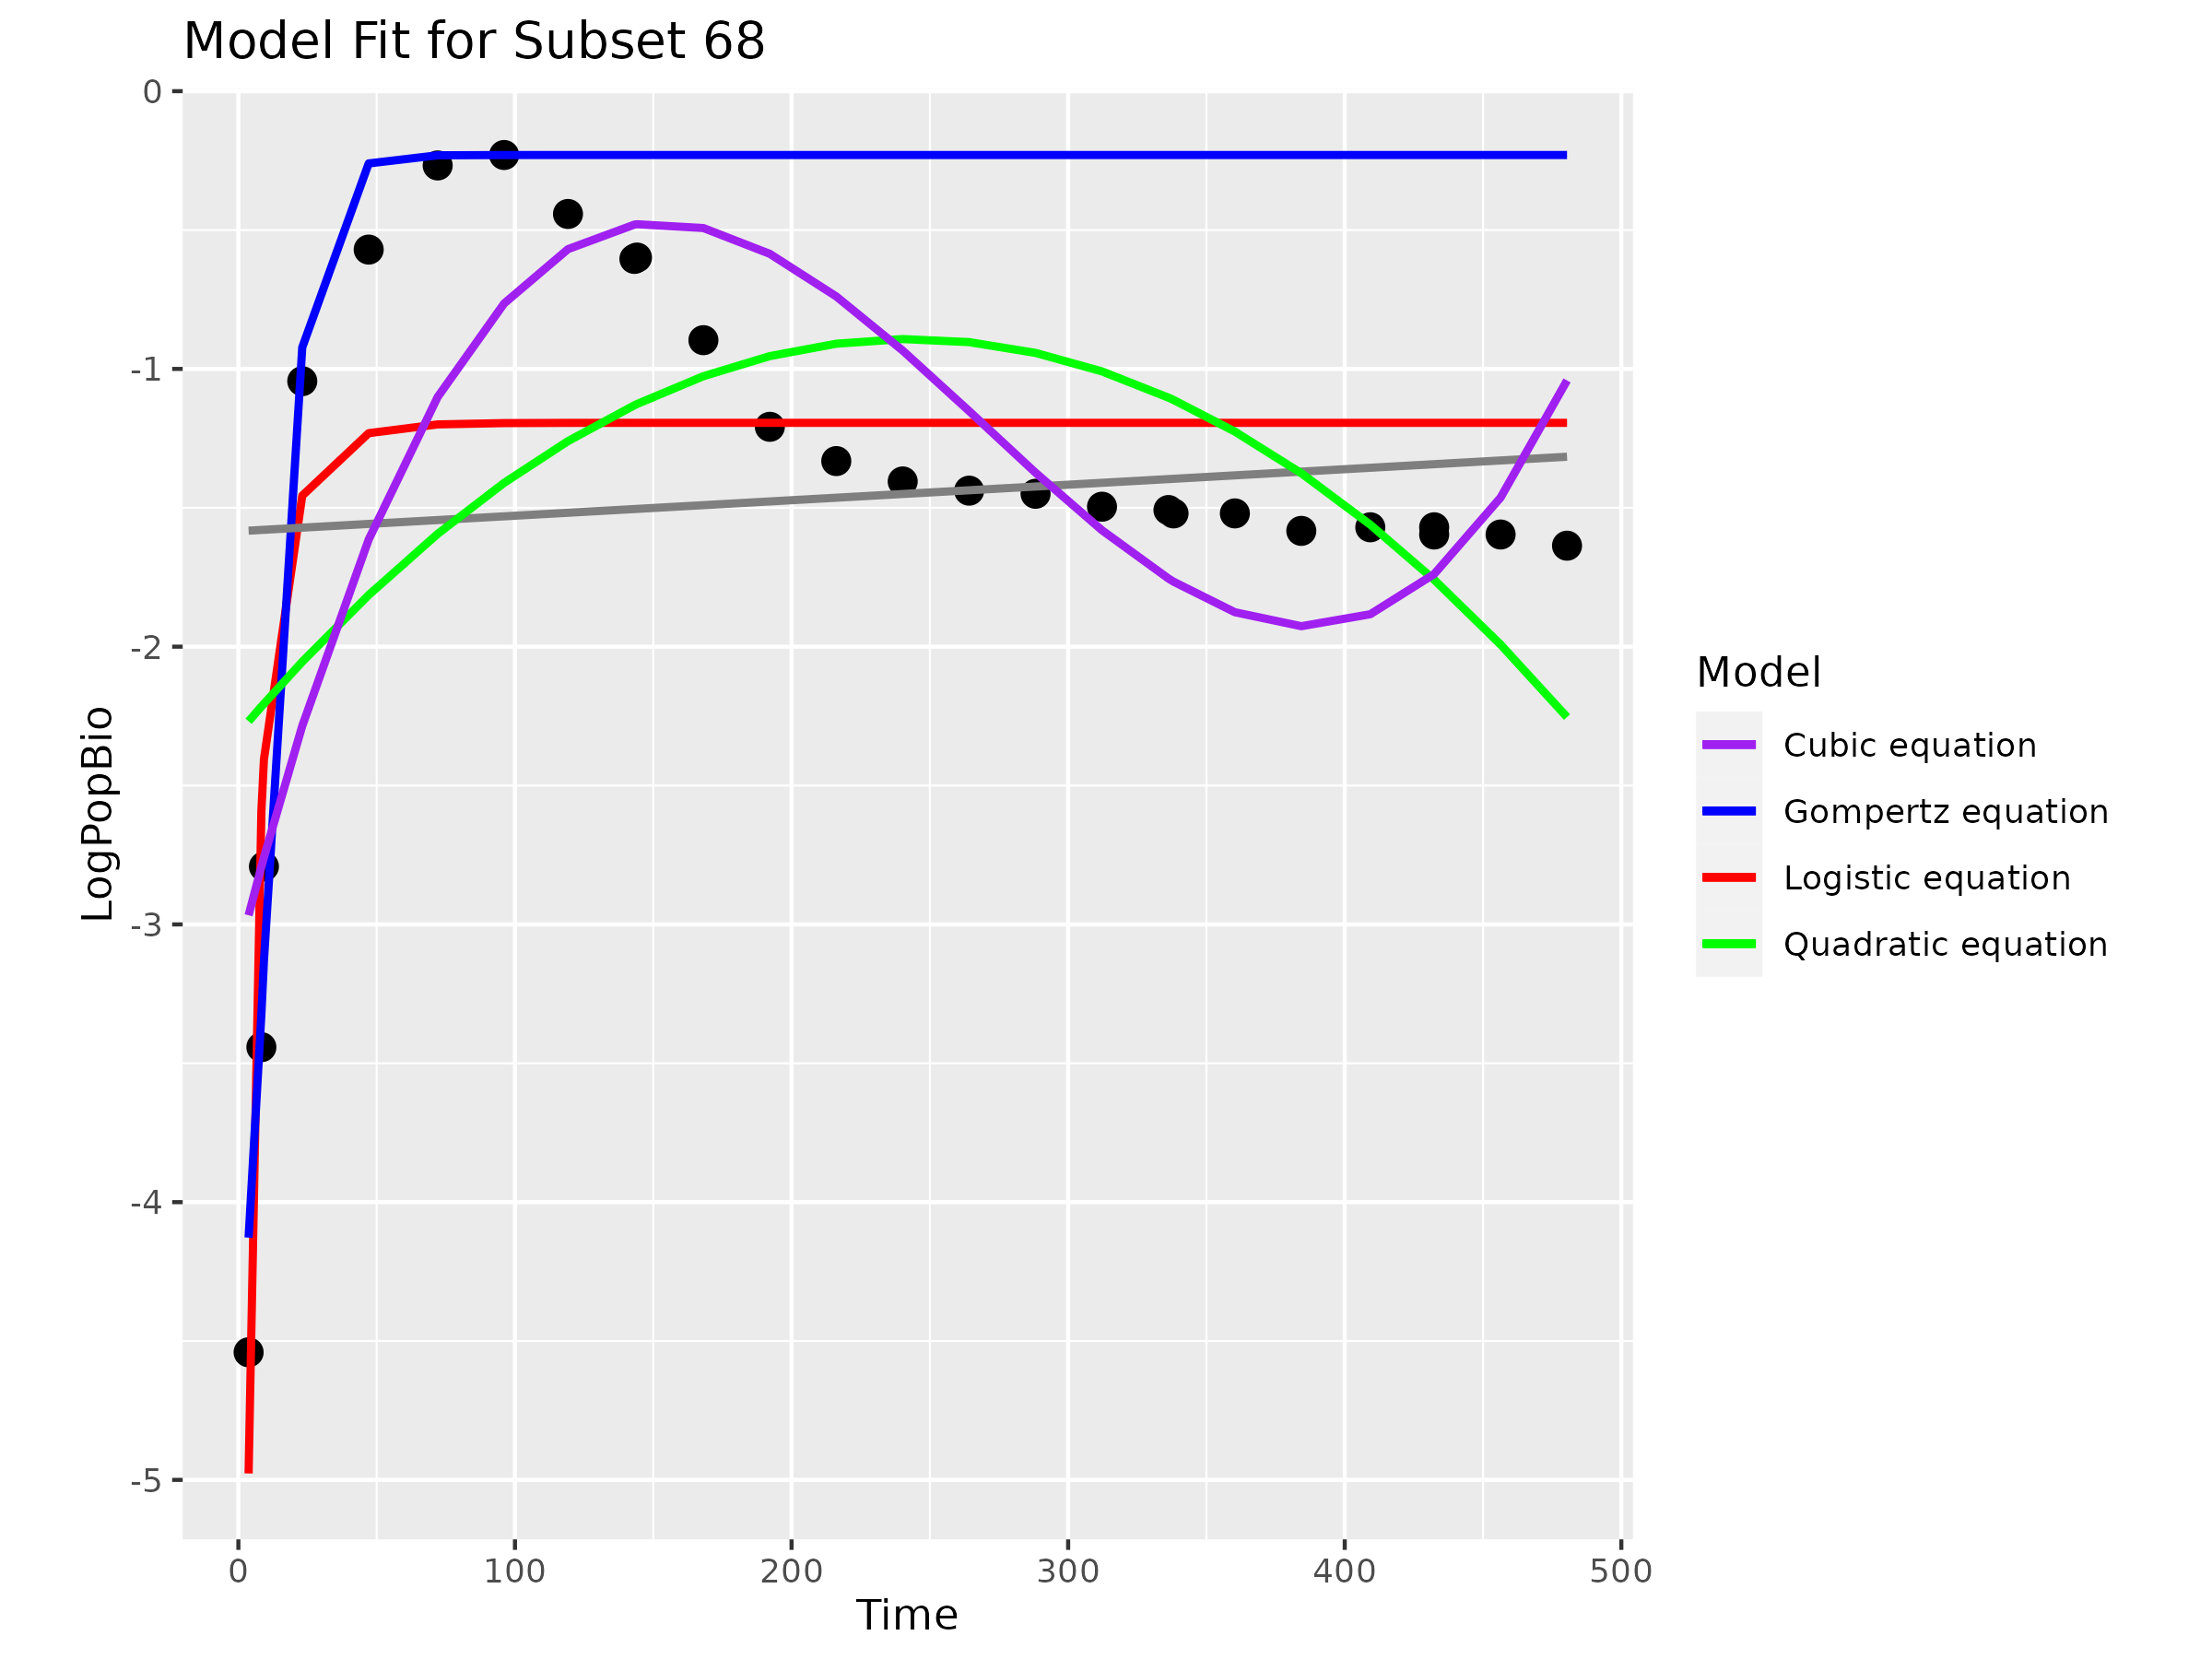 Model Fit for Subset 68
0
-1
-2
-3
-4
-5
LogPopBio
0 100 200 300 400 500
Time
Model
Cubic equation
Gompertz equation
Logistic equation
Quadratic equation